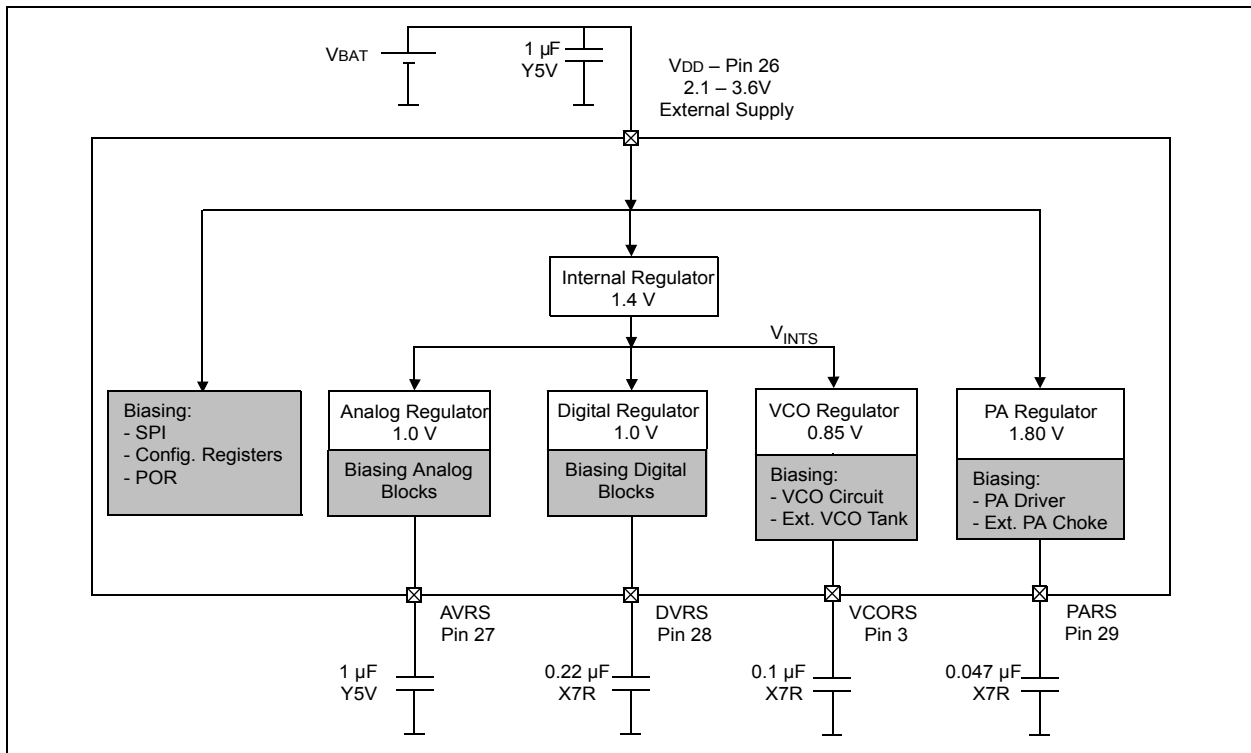 VBAT
1 µF
Y5V
VDD – Pin 26
2.1 – 3.6V
External Supply
Internal Regulator
1.4 V
VINTS
Biasing:
- SPI
- Config. Registers
- POR
Analog Regulator
1.0 V
Biasing Analog
Blocks
Digital Regulator
1.0 V
Biasing Digital
Blocks
VCO Regulator
0.85 V
Biasing:
- VCO Circuit
- Ext. VCO Tank
PA Regulator
1.80 V
Biasing:
- PA Driver
- Ext. PA Choke
AVRS
Pin 27
DVRS
Pin 28
VCORS
Pin 3
PARS
Pin 29
1 µF
Y5V
0.22 µF
X7R
0.1 µF
X7R
0.047 µF
X7R